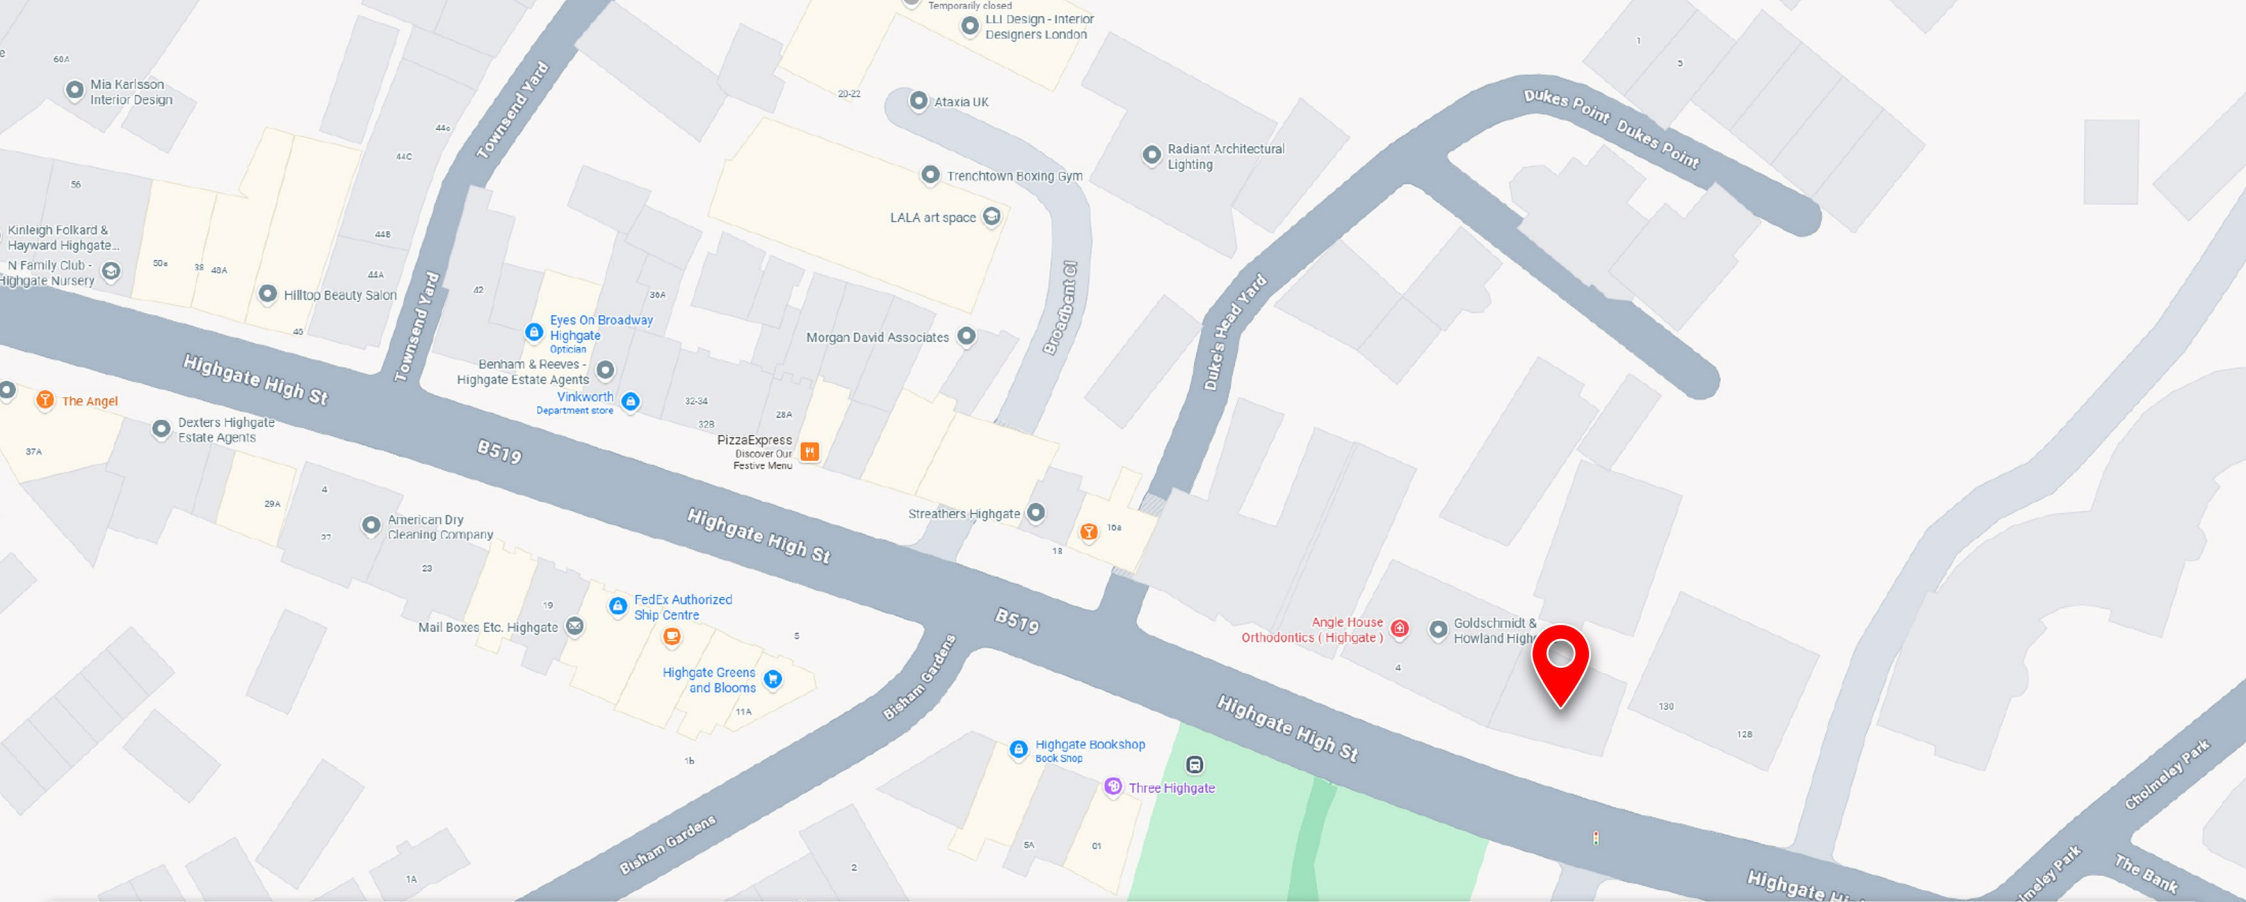 Temporarily closed
LLI Design - Interior
Designers London
1
5
60A
Mia Karlsson
Interior Design
Townsend Yard
20-22
Ataxia UK
Dukes Point
Dukes Point
44c
44C
Radiant Architectural
Lighting
56
Trenchtown Boxing Gym
LALA art space
Kinleigh Folkard &
Hayward Highgate...
N Family Club -
Highgate Nursery
44B
50a
38
48A
44A
42
36A
Hilltop Beauty Salon
46
Townsend Yard
Eyes On Broadway
Highgate
Optician
Broadbent Cl
Duke's Head Yard
Morgan David Associates
Benham & Reeves -
Highgate Estate Agents
Highgate High St
Vinkworth
Department store
32-34
28A
32B
The Angel
Dexters Highgate
Estate Agents
37A
B519
PizzaExpress
Discover Our
Festive Menu
4
29A
27
American Dry
Cleaning Company
23
Highgate High St
Streathers Highgate
16a
18
19
FedEx Authorized
Ship Centre
Mail Boxes Etc. Highgate
5
B519
Angle House
Orthodontics ( Highgate )
Goldschmidt &
Howland High
4
Highgate Greens
and Blooms
11A
Bisham Gardens
130
128
1b
Highgate High St
Highgate Bookshop
Book Shop
Three Highgate
Cholmeley Park
Bisham Gardens
5A
01
2
1A
Highgate Hi
lmeley Park
The Bank